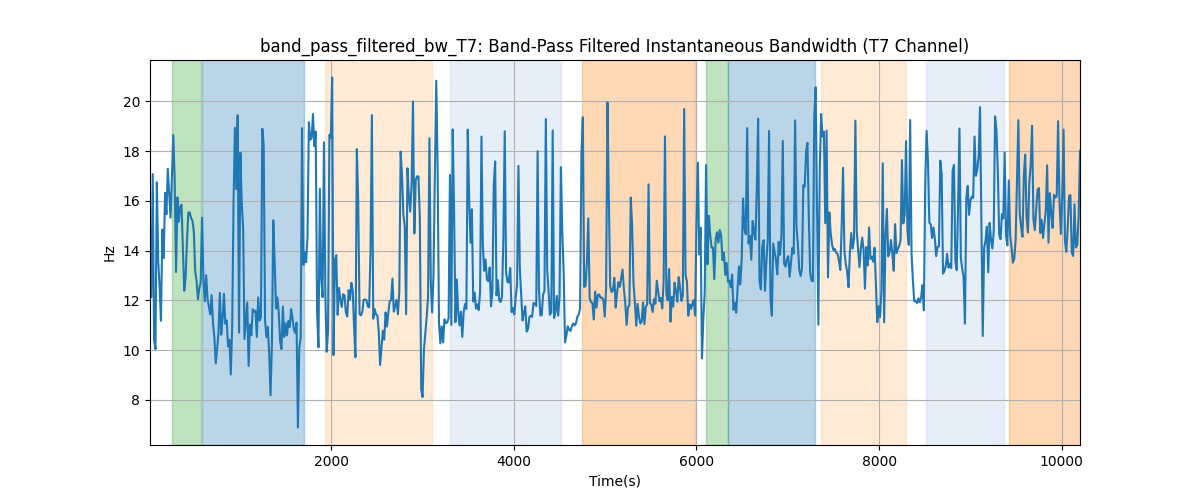 band_pass_filtered_bw_T7: Band-Pass Filtered Instantaneous Bandwidth (T7 Channel)
20
18
16
14
12
10
8
Hz
2000 4000 6000 8000 10000
Time(s)